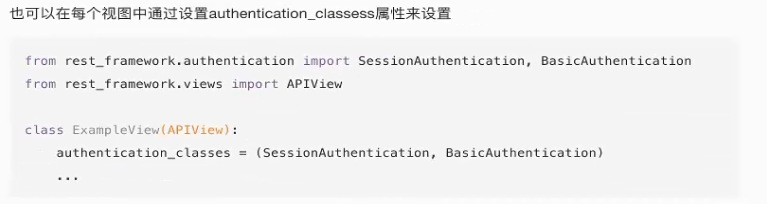 也可以在每个视图中通过设置authentication_classess属性来设置
from rest_framework.authentication import SessionAuthentication, BasicAuthentication
from rest_framework.views import APIView
class ExampleView(APIView):
    authentication_classes = (SessionAuthentication, BasicAuthentication)
    ...